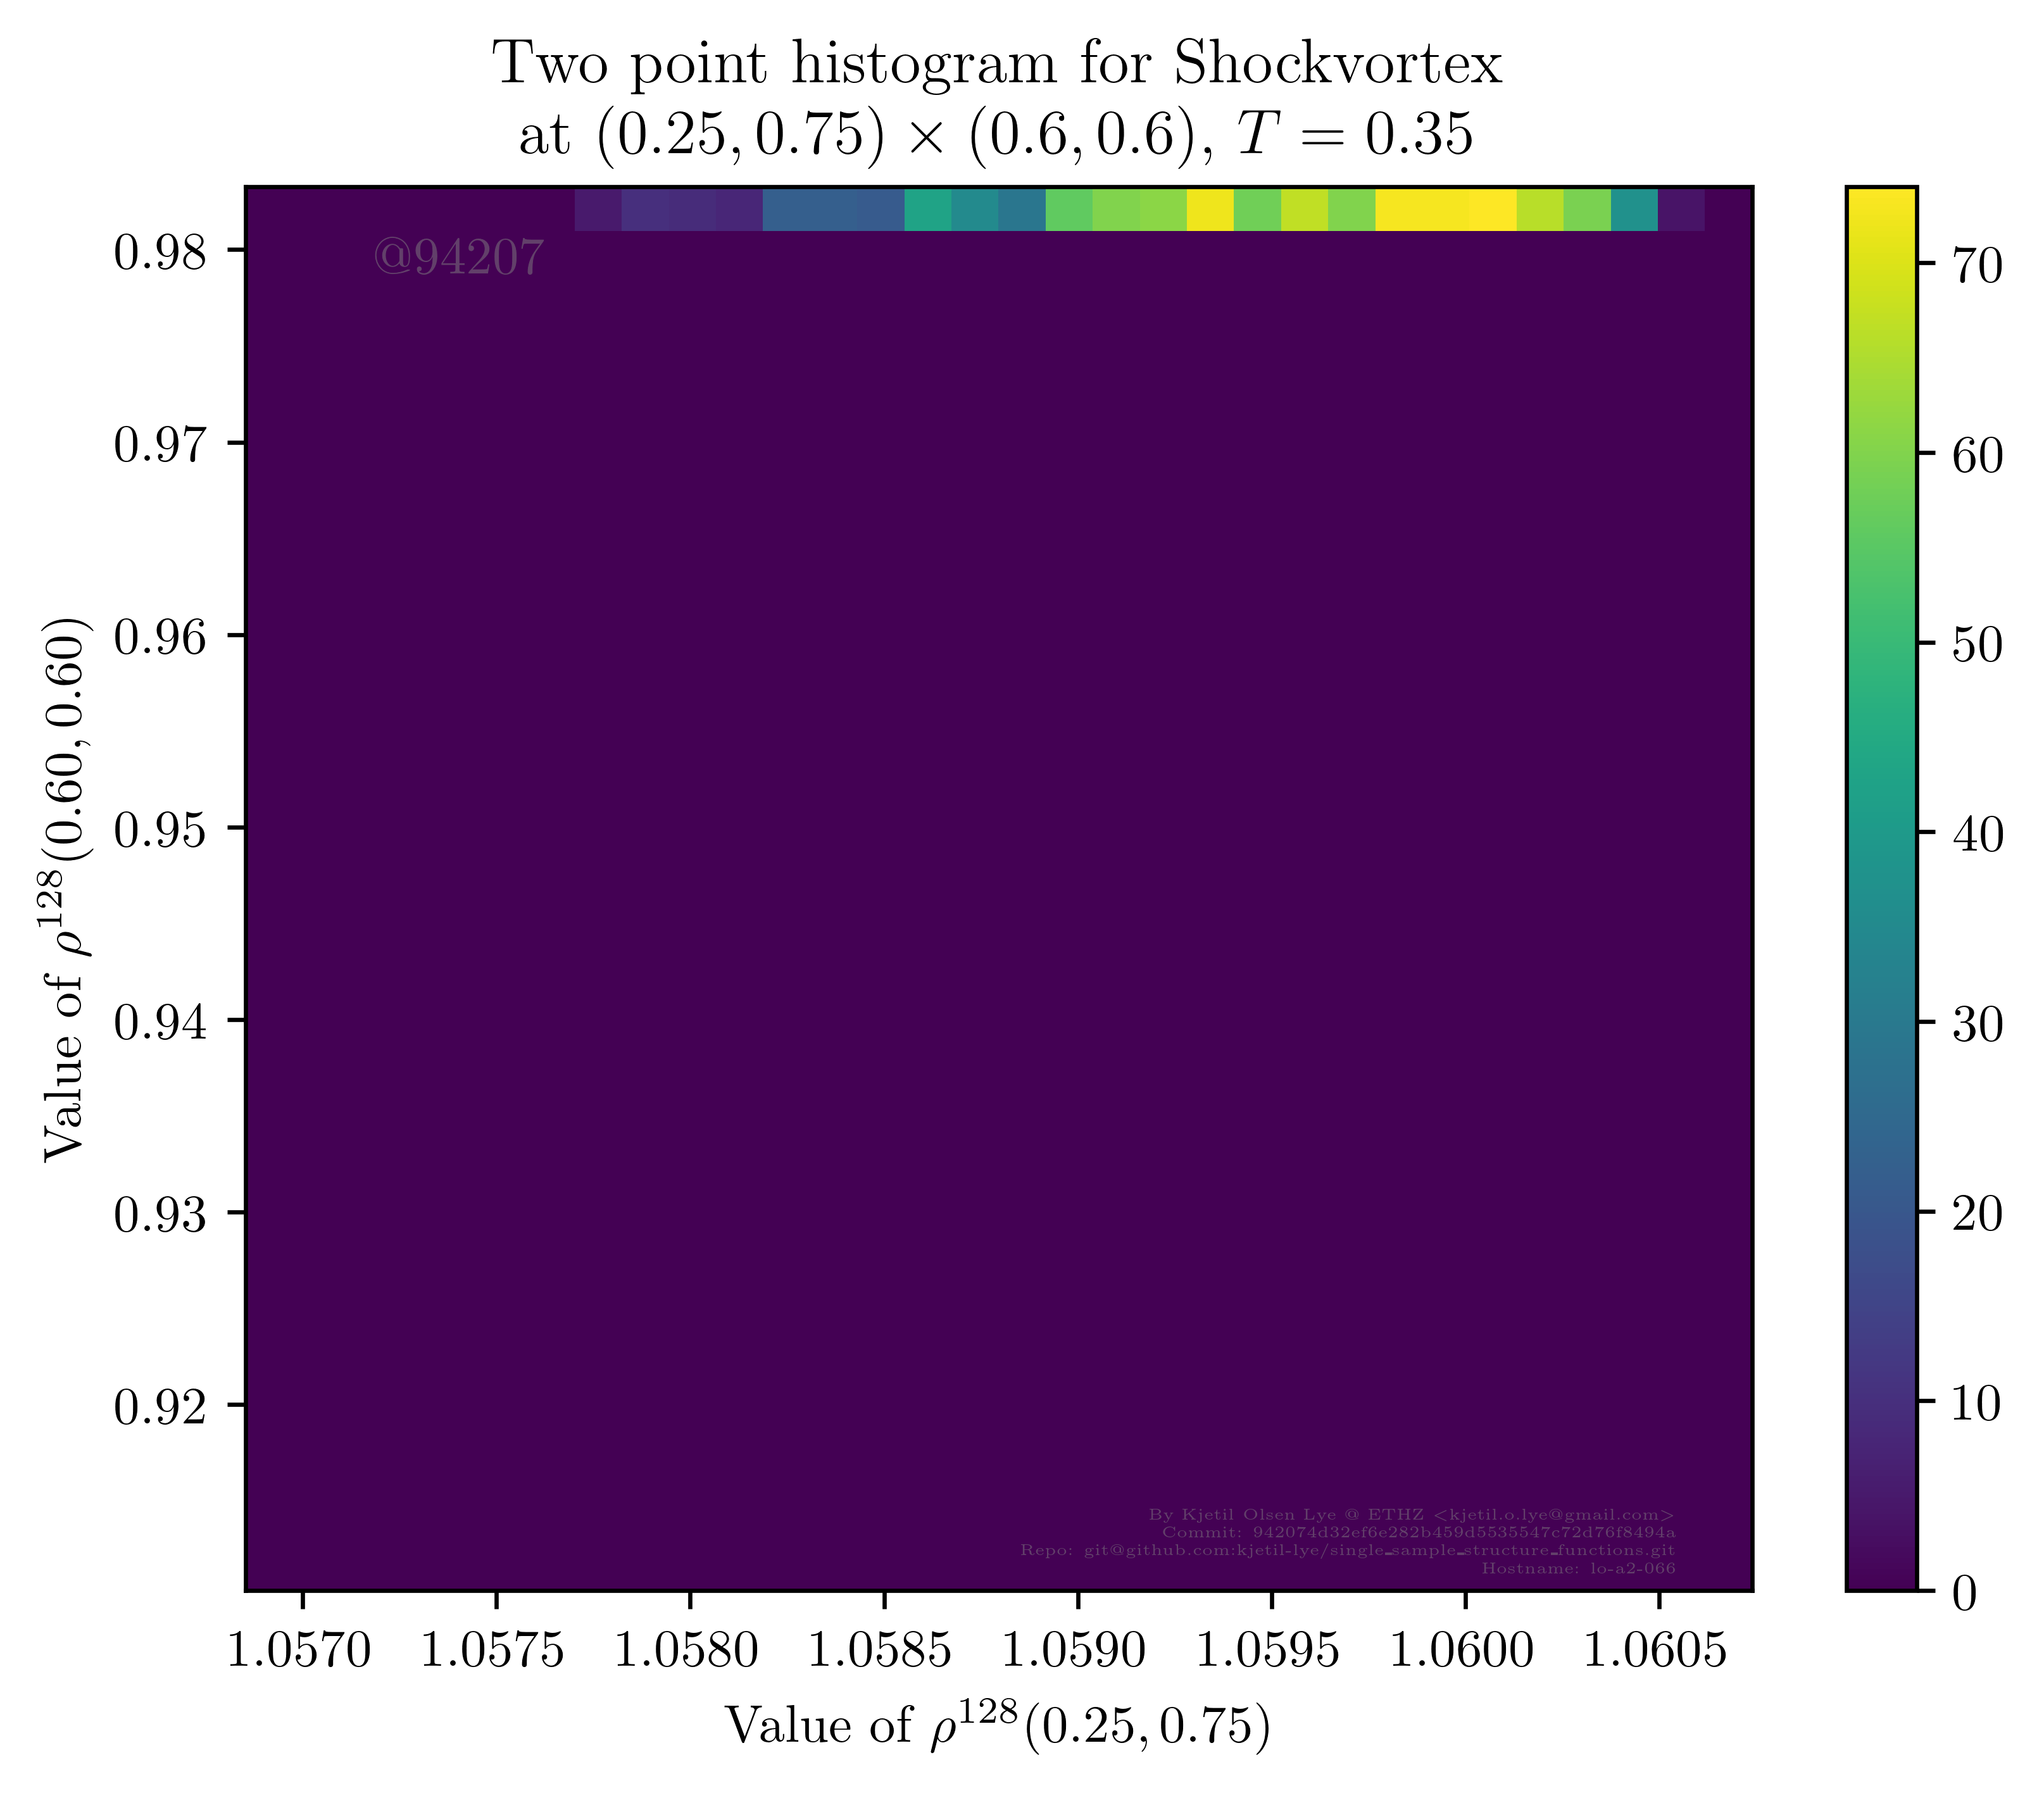 Two point histogram for Shockvortex
at (0.25, 0.75) × (0.6, 0.6), T = 0.35
@94207
0.98
0.97
0.96
0.95
0.94
0.93
0.92
Value of ρ^128(0.60, 0.60)
1.0570 1.0575 1.0580 1.0585 1.0590 1.0595 1.0600 1.0605
Value of ρ^128(0.25, 0.75)
70
60
50
40
30
20
10
0
By Kjetil Olsen Lye @ ETHZ <kjetil.o.lye@gmail.com>
Commit: 942074d32ef6e282b459d5535547c72d76f8494a
Repo: git@github.com:kjetil-lye/single_sample_structure_functions.git
Hostname: lo-a2-066